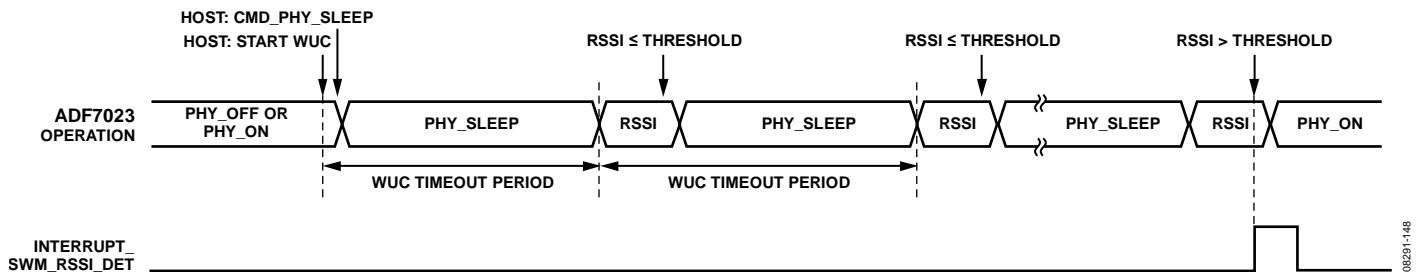 HOST: CMD_PHY_SLEEP
HOST: START WUC
RSSI ≤ THRESHOLD
RSSI ≤ THRESHOLD
RSSI > THRESHOLD
ADF7023
OPERATION
PHY_OFF OR
PHY_ON
PHY_SLEEP
RSSI
PHY_SLEEP
RSSI
PHY_SLEEP
RSSI
PHY_ON
WUC TIMEOUT PERIOD
WUC TIMEOUT PERIOD
INTERRUPT_
SWM_RSSI_DET
08291-148